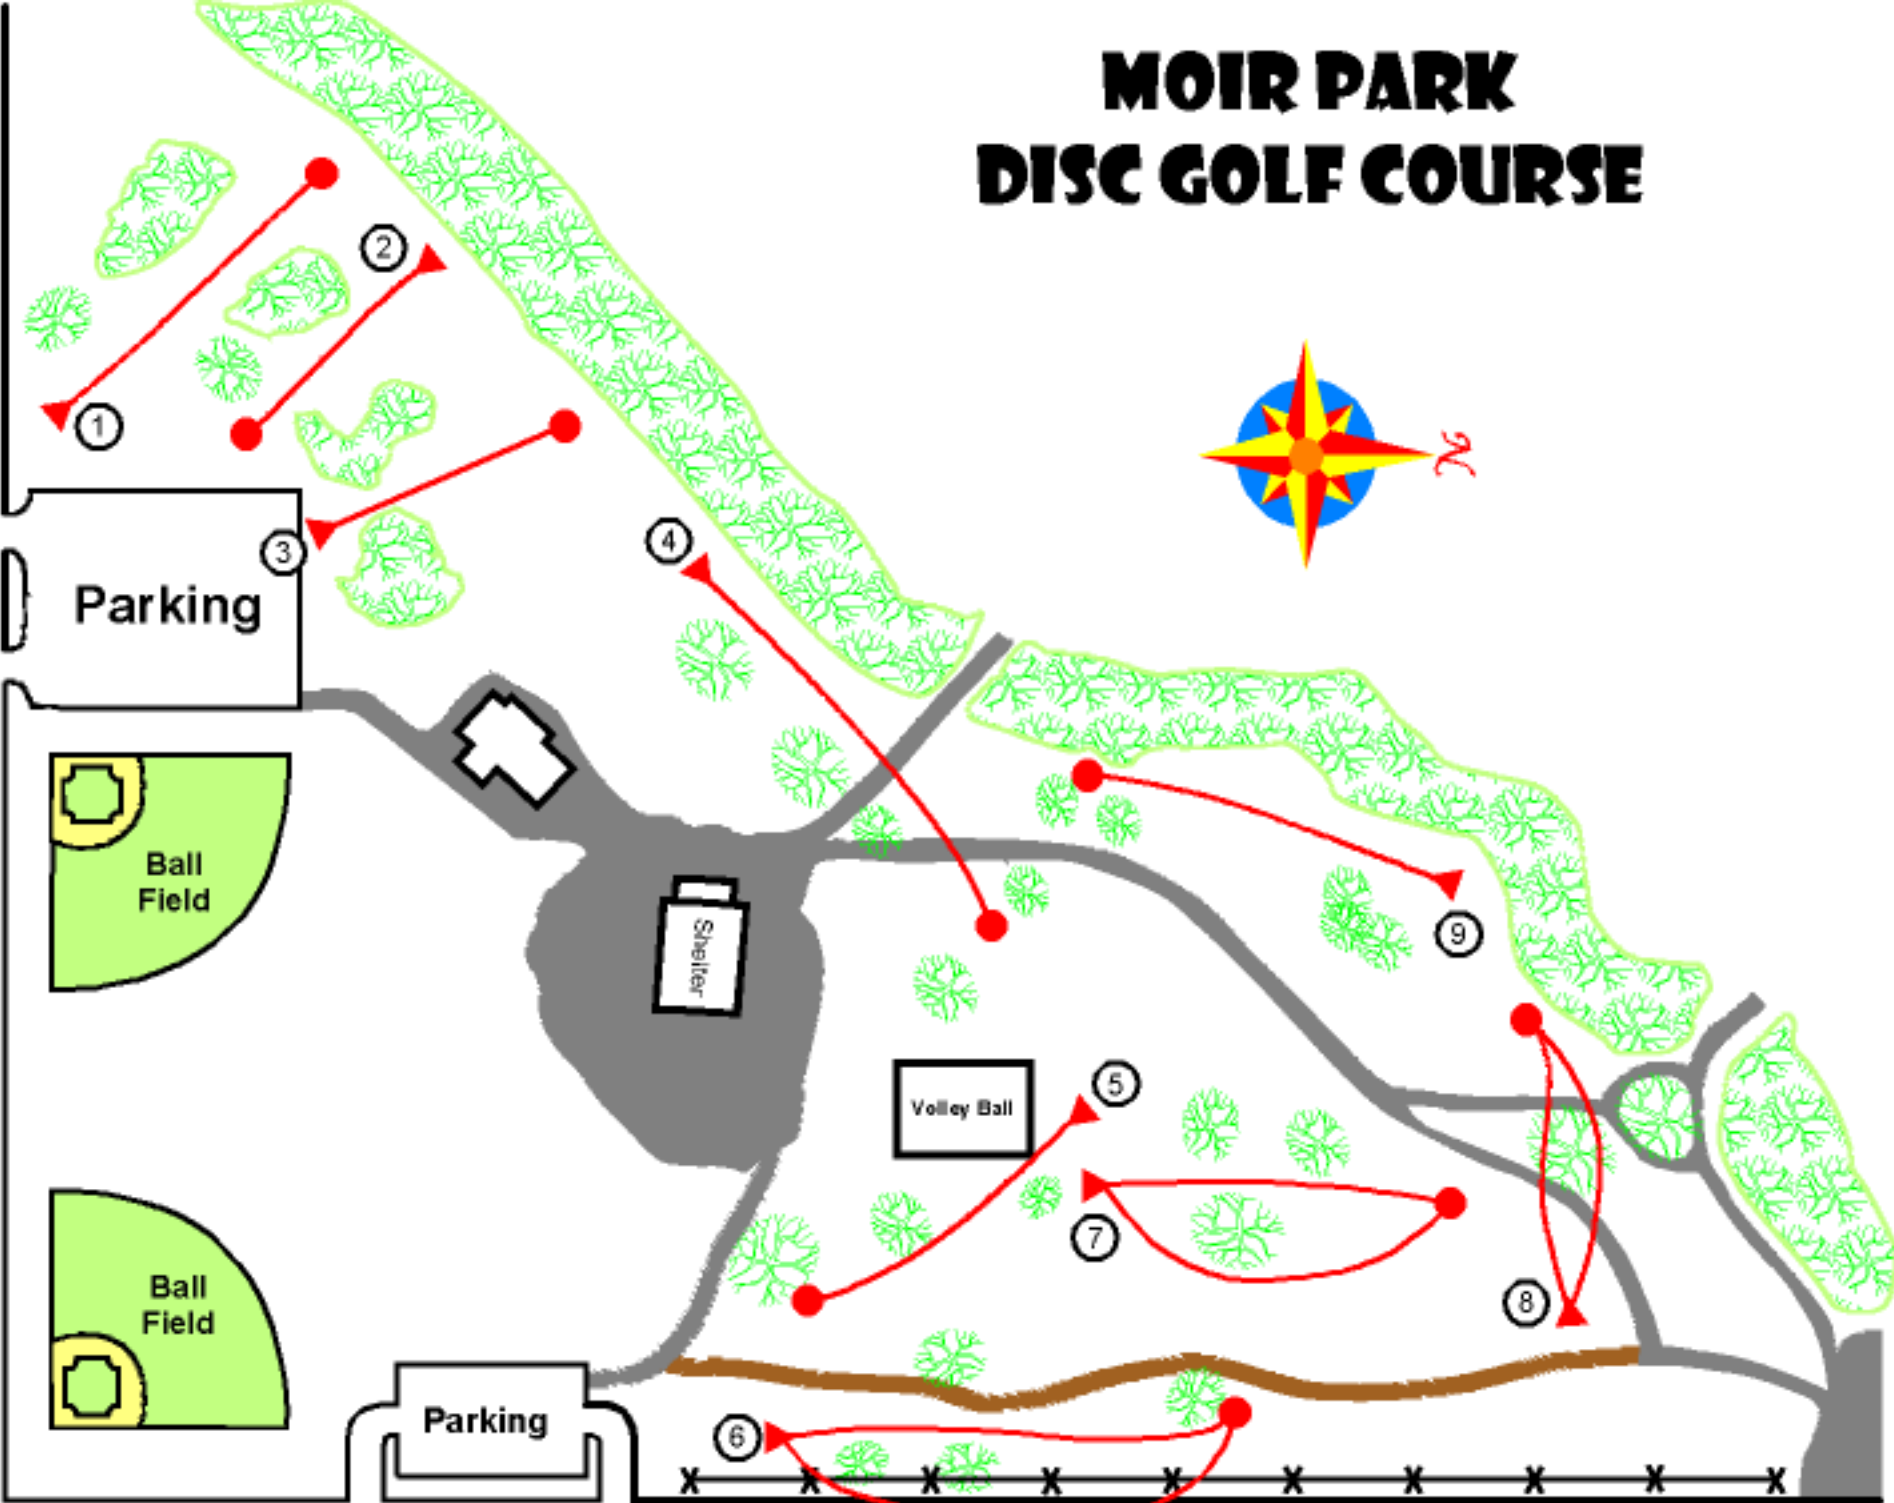 MOIR PARK
DISC GOLF COURSE
2
1
N
4
3
Parking
Ball
Field
Shelter
9
5
Volley Ball
7
Ball
Field
8
Parking
6
X X X X X X X X X X